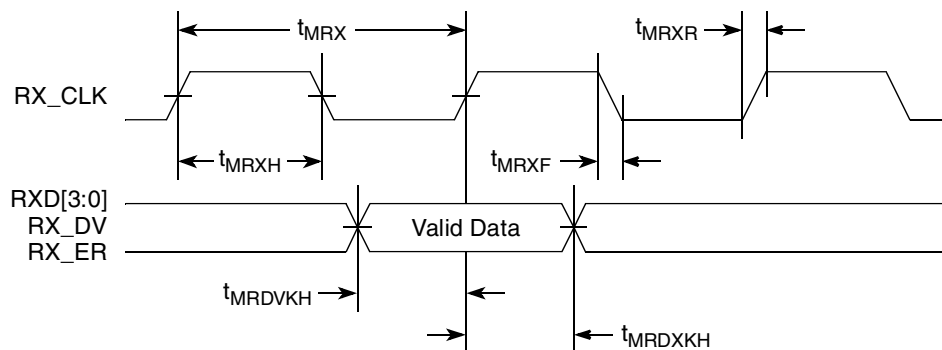 tMRX
tMRXR
RX_CLK
tMRXH
tMRXF
RXD[3:0]
RX_DV
Valid Data
RX_ER
tMRDVKH
tMRDXKH